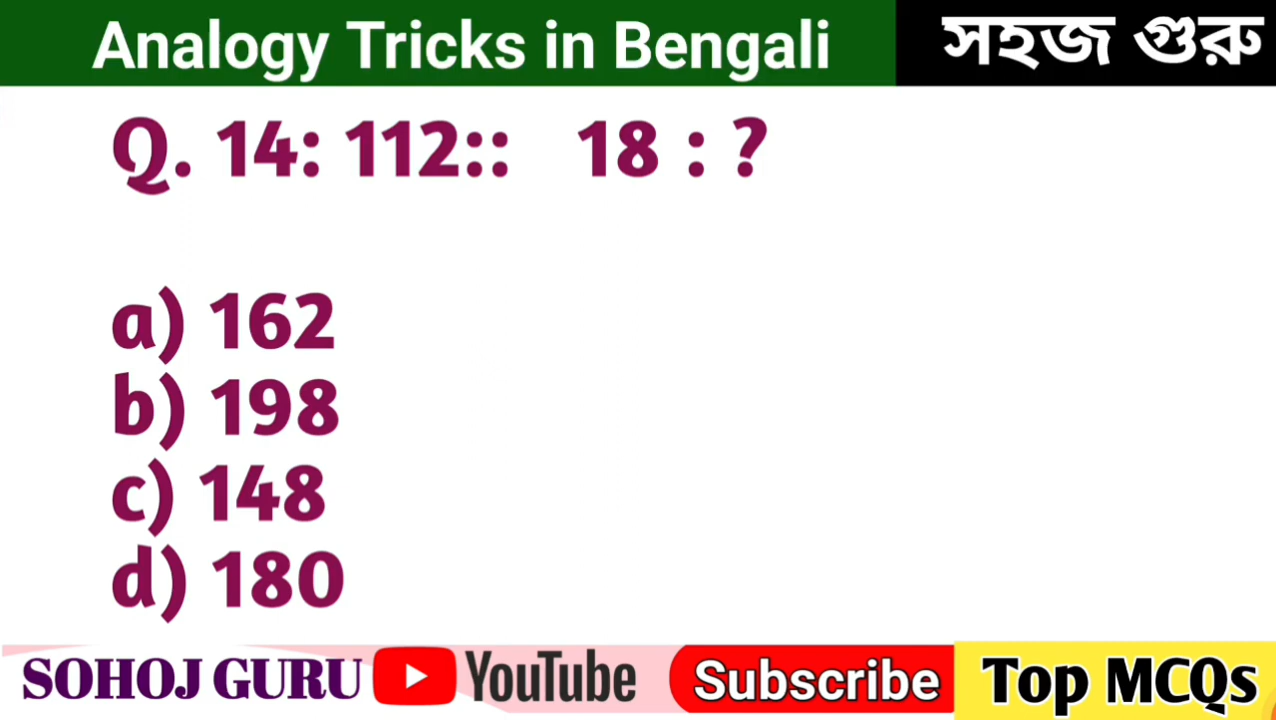 Analogy Tricks in Bengali
সহজ গুরু
Q. 14: 112:: 18 : ?
a) 162
b) 198
c) 148
d) 180
SOHOJ GURU YouTube Subscribe Top MCQs